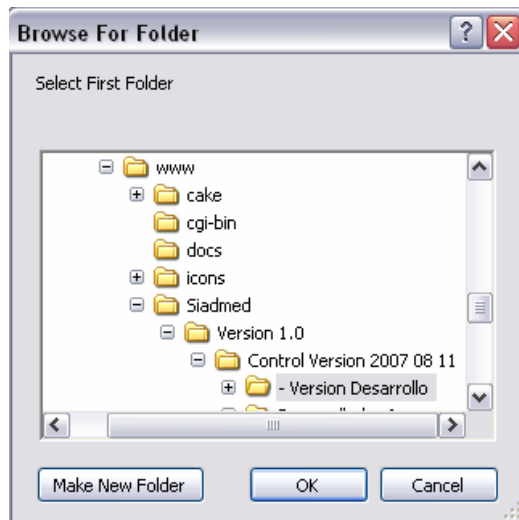 Browse For Folder
Select First Folder
www
cake
cgi-bin
docs
icons
Siadmed
Version 1.0
Control Version 2007 08 11
- Version Desarrollo
Make New Folder OK Cancel